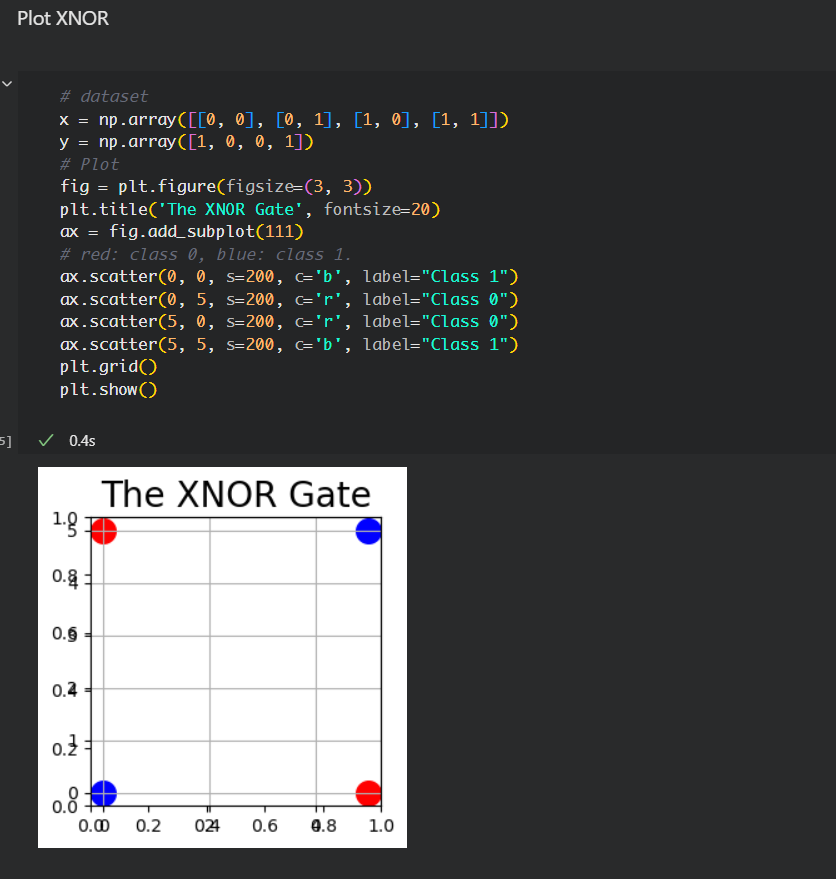 Plot XNOR
# dataset
x = np.array([[0, 0], [0, 1], [1, 0], [1, 1]])
y = np.array([1, 0, 0, 1])
# Plot
fig = plt.figure(figsize=(3, 3))
plt.title('The XNOR Gate', fontsize=20)
ax = fig.add_subplot(111)
# red: class 0, blue: class 1.
ax.scatter(0, 0, s=200, c='b', label="Class 1")
ax.scatter(0, 5, s=200, c='r', label="Class 0")
ax.scatter(5, 0, s=200, c='r', label="Class 0")
ax.scatter(5, 5, s=200, c='b', label="Class 1")
plt.grid()
plt.show()
5] 0.4s
The XNOR Gate
1.0
5
0.8
4
0.6
3
0.4
2
1
0.2
0
0.0
0.0 0 0.2 0.4 2 0.6 4 0.8 1.0